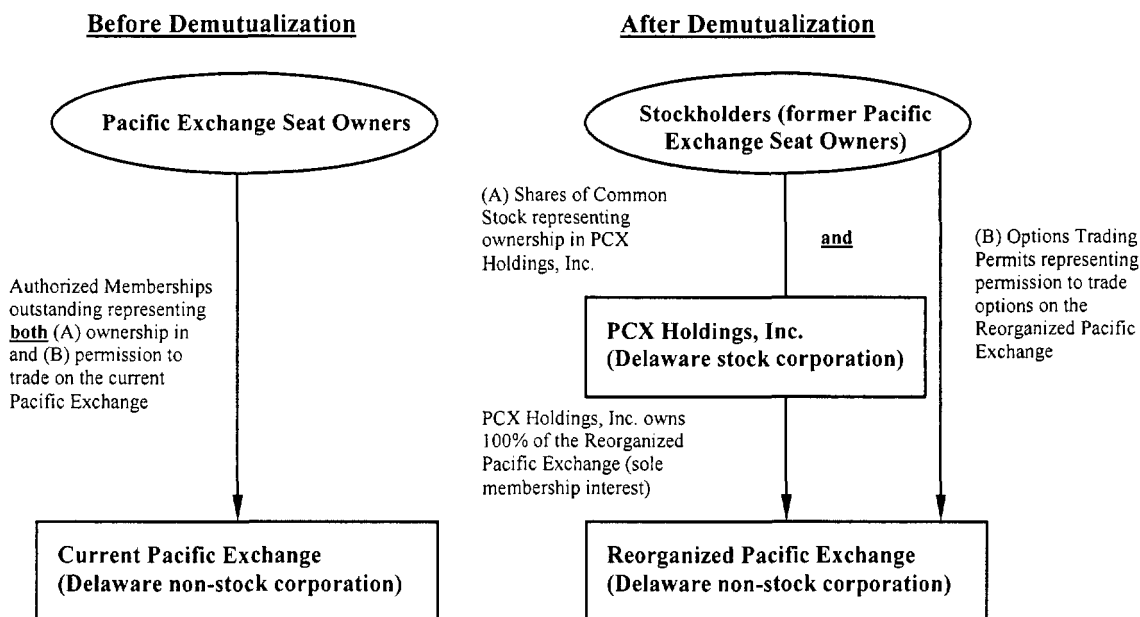 Before Demutualization
Pacific Exchange Seat Owners
Authorized Memberships
outstanding representing
both (A) ownership in
and (B) permission to
trade on the current
Pacific Exchange
Current Pacific Exchange
(Delaware non-stock corporation)
After Demutualization
Stockholders (former Pacific
Exchange Seat Owners)
(A) Shares of Common
Stock representing
ownership in PCX
Holdings, Inc.
and
(B) Options Trading
Permits representing
permission to trade
options on the
Reorganized Pacific
Exchange
PCX Holdings, Inc.
(Delaware stock corporation)
PCX Holdings, Inc. owns
100% of the Reorganized
Pacific Exchange (sole
membership interest)
Reorganized Pacific Exchange
(Delaware non-stock corporation)